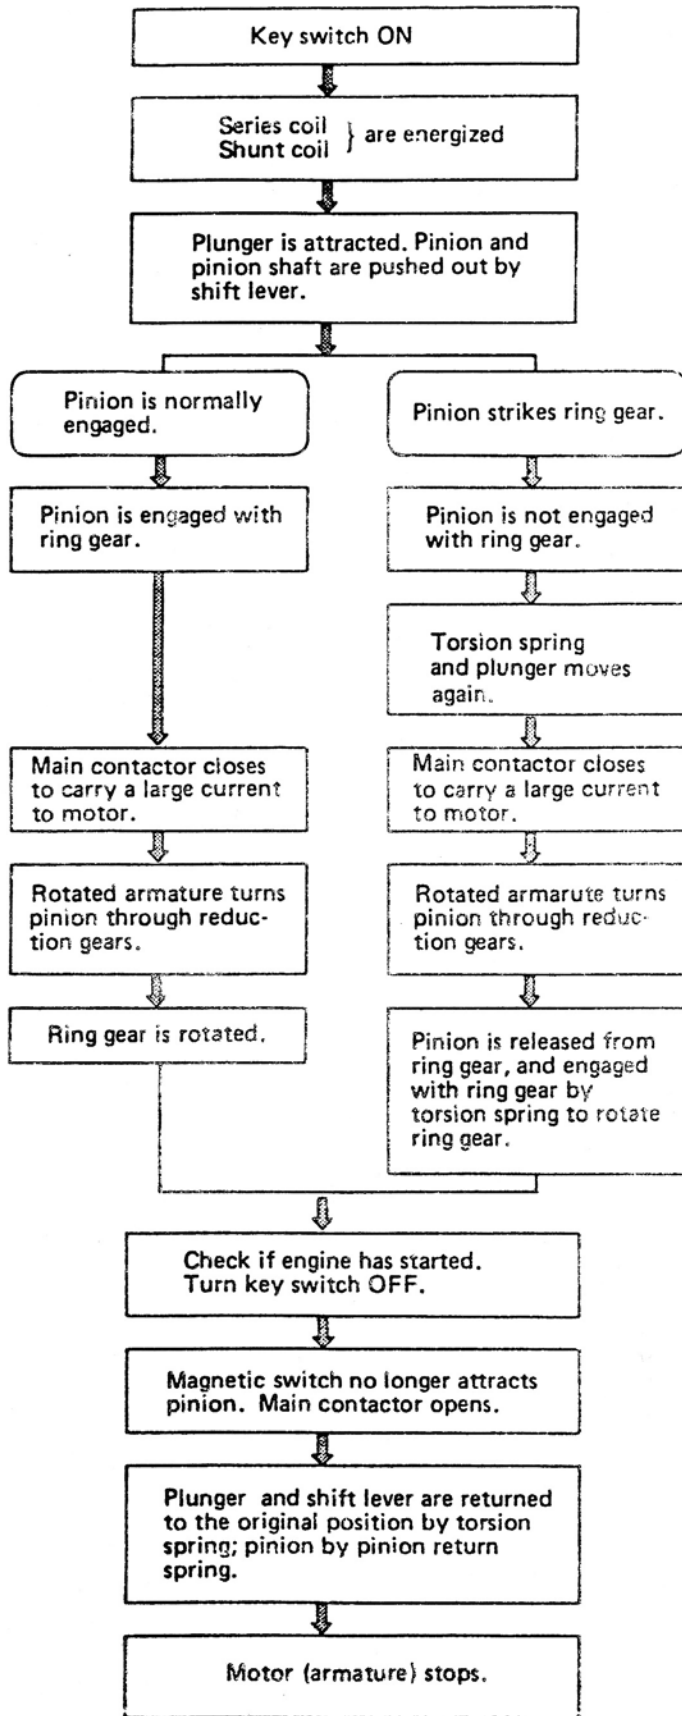 Key switch ON
Series coil
Shunt coil } are energized
Plunger is attracted. Pinion and
pinion shaft are pushed out by
shift lever.
Pinion is normally
engaged.
Pinion is engaged with
ring gear.
Main contactor closes
to carry a large current
to motor.
Rotated armature turns
pinion through reduc-
tion gears.
Ring gear is rotated.
Pinion strikes ring gear.
Pinion is not engaged
with ring gear.
Torsion spring
and plunger moves
again.
Main contactor closes
to carry a large current
to motor.
Rotated armarute turns
pinion through reduc-
tion gears.
Pinion is released from
ring gear, and engaged
with ring gear by
torsion spring to rotate
ring gear.
Check if engine has started.
Turn key switch OFF.
Magnetic switch no longer attracts
pinion. Main contactor opens.
Plunger and shift lever are returned
to the original position by torsion
spring; pinion by pinion return
spring.
Motor (armature) stops.